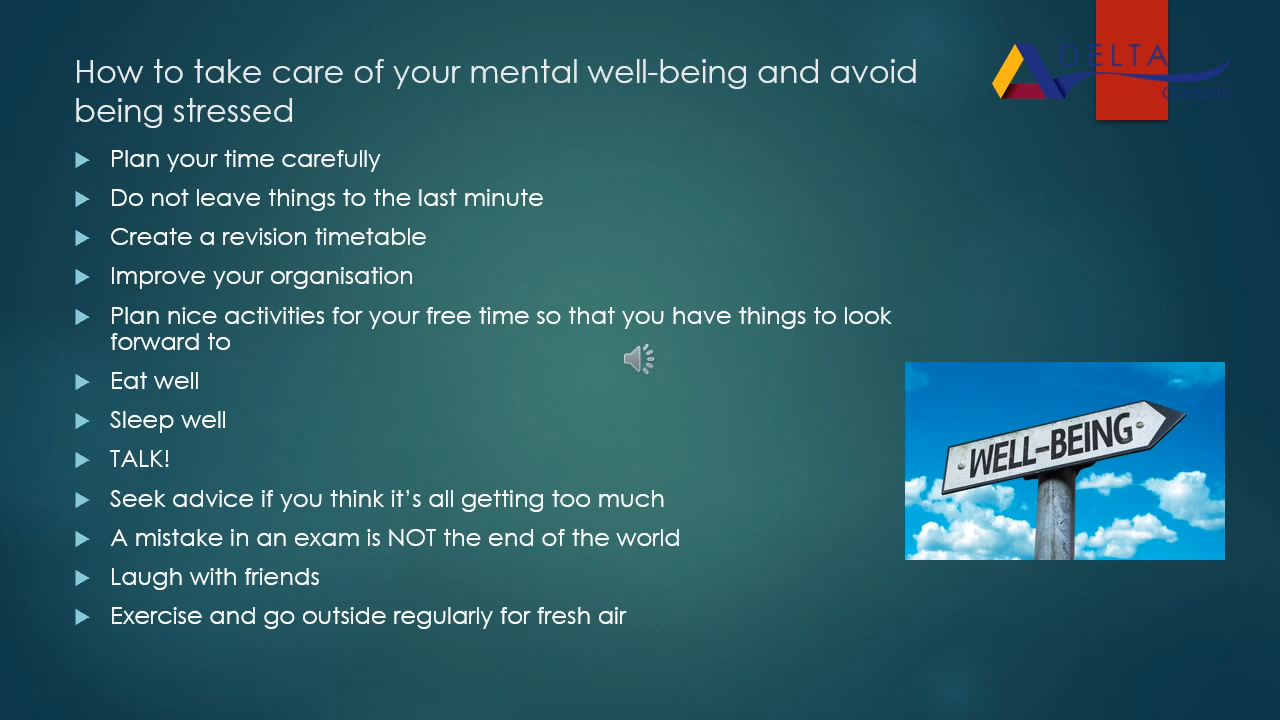 How to take care of your mental well-being and avoid
being stressed
DELTA
Plan your time carefully
Do not leave things to the last minute
Create a revision timetable
Improve your organisation
Plan nice activities for your free time so that you have things to look
forward to
Eat well
Sleep well
TALK!
Seek advice if you think it's all getting too much
A mistake in an exam is NOT the end of the world
Laugh with friends
Exercise and go outside regularly for fresh air
WELL-BEING